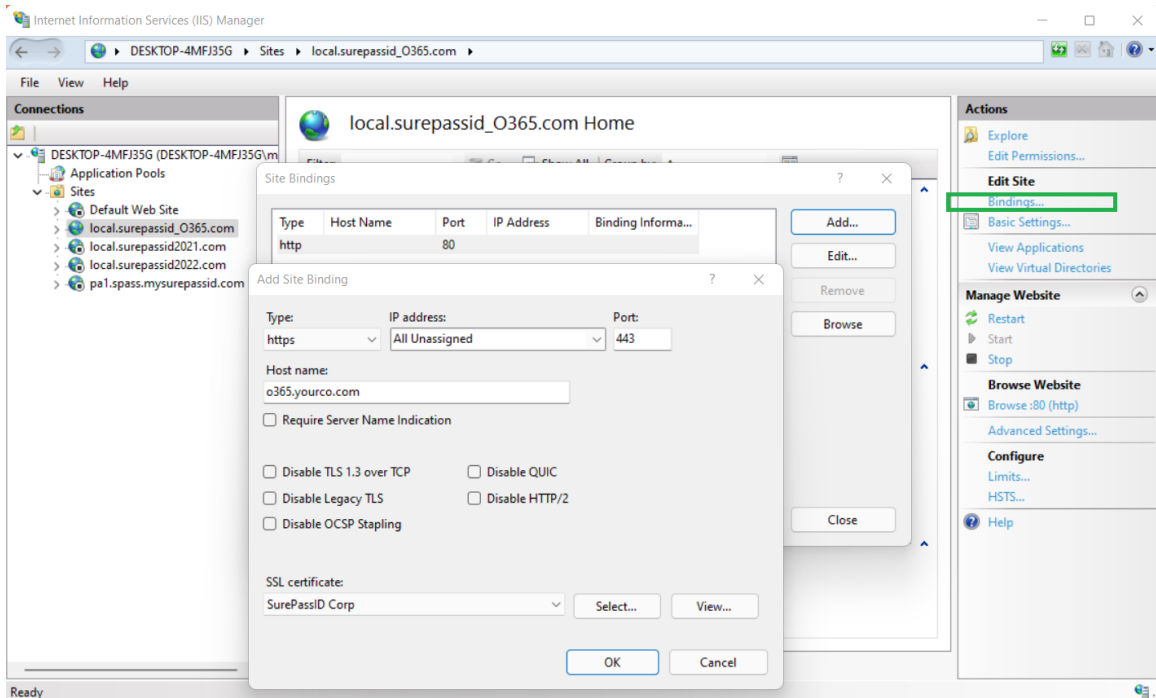 Internet Information Services (IIS) Manager
DESKTOP-4MFJ35G Sites local.surepassid_O365.com
File View Help
Connections
DESKTOP-4MFJ35G (DESKTOP-4MFJ35G\m
Application Pools
Sites
Default Web Site
local.surepassid_O365.com
local.surepassid2021.com
local.surepassid2022.com
pa1.spass.mysurepassid.com
local.surepassid_O365.com Home
Site Bindings
?
Type Host Name Port IP Address Binding Informa...
http 80
Add...
Edit...
Remove
Browse
Close
Add Site Binding
?
Type: IP address: Port:
https All Unassigned 443
Host name:
o365.yourco.com
Require Server Name Indication
Disable TLS 1.3 over TCP Disable QUIC
Disable Legacy TLS Disable HTTP/2
Disable OCSP Stapling
SSL certificate:
SurePassID Corp Select... View...
OK Cancel
Actions
Explore
Edit Permissions...
Edit Site
Bindings...
Basic Settings...
View Applications
View Virtual Directories
Manage Website
Restart
Start
Stop
Browse Website
Browse :80 (http)
Advanced Settings...
Configure
Limits...
HSTS...
Help
Ready